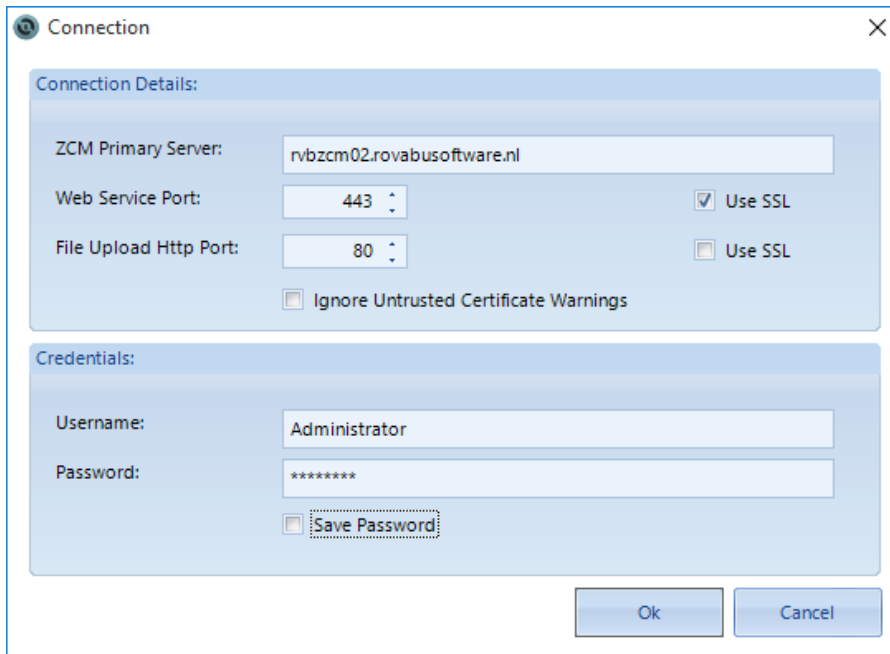 Connection
Connection Details:
ZCM Primary Server: rvbzcm02.rovabusoftware.nl
Web Service Port: 443 Use SSL
File Upload Http Port: 80 Use SSL
Ignore Untrusted Certificate Warnings
Credentials:
Username: Administrator
Password: ********
Save Password
Ok Cancel